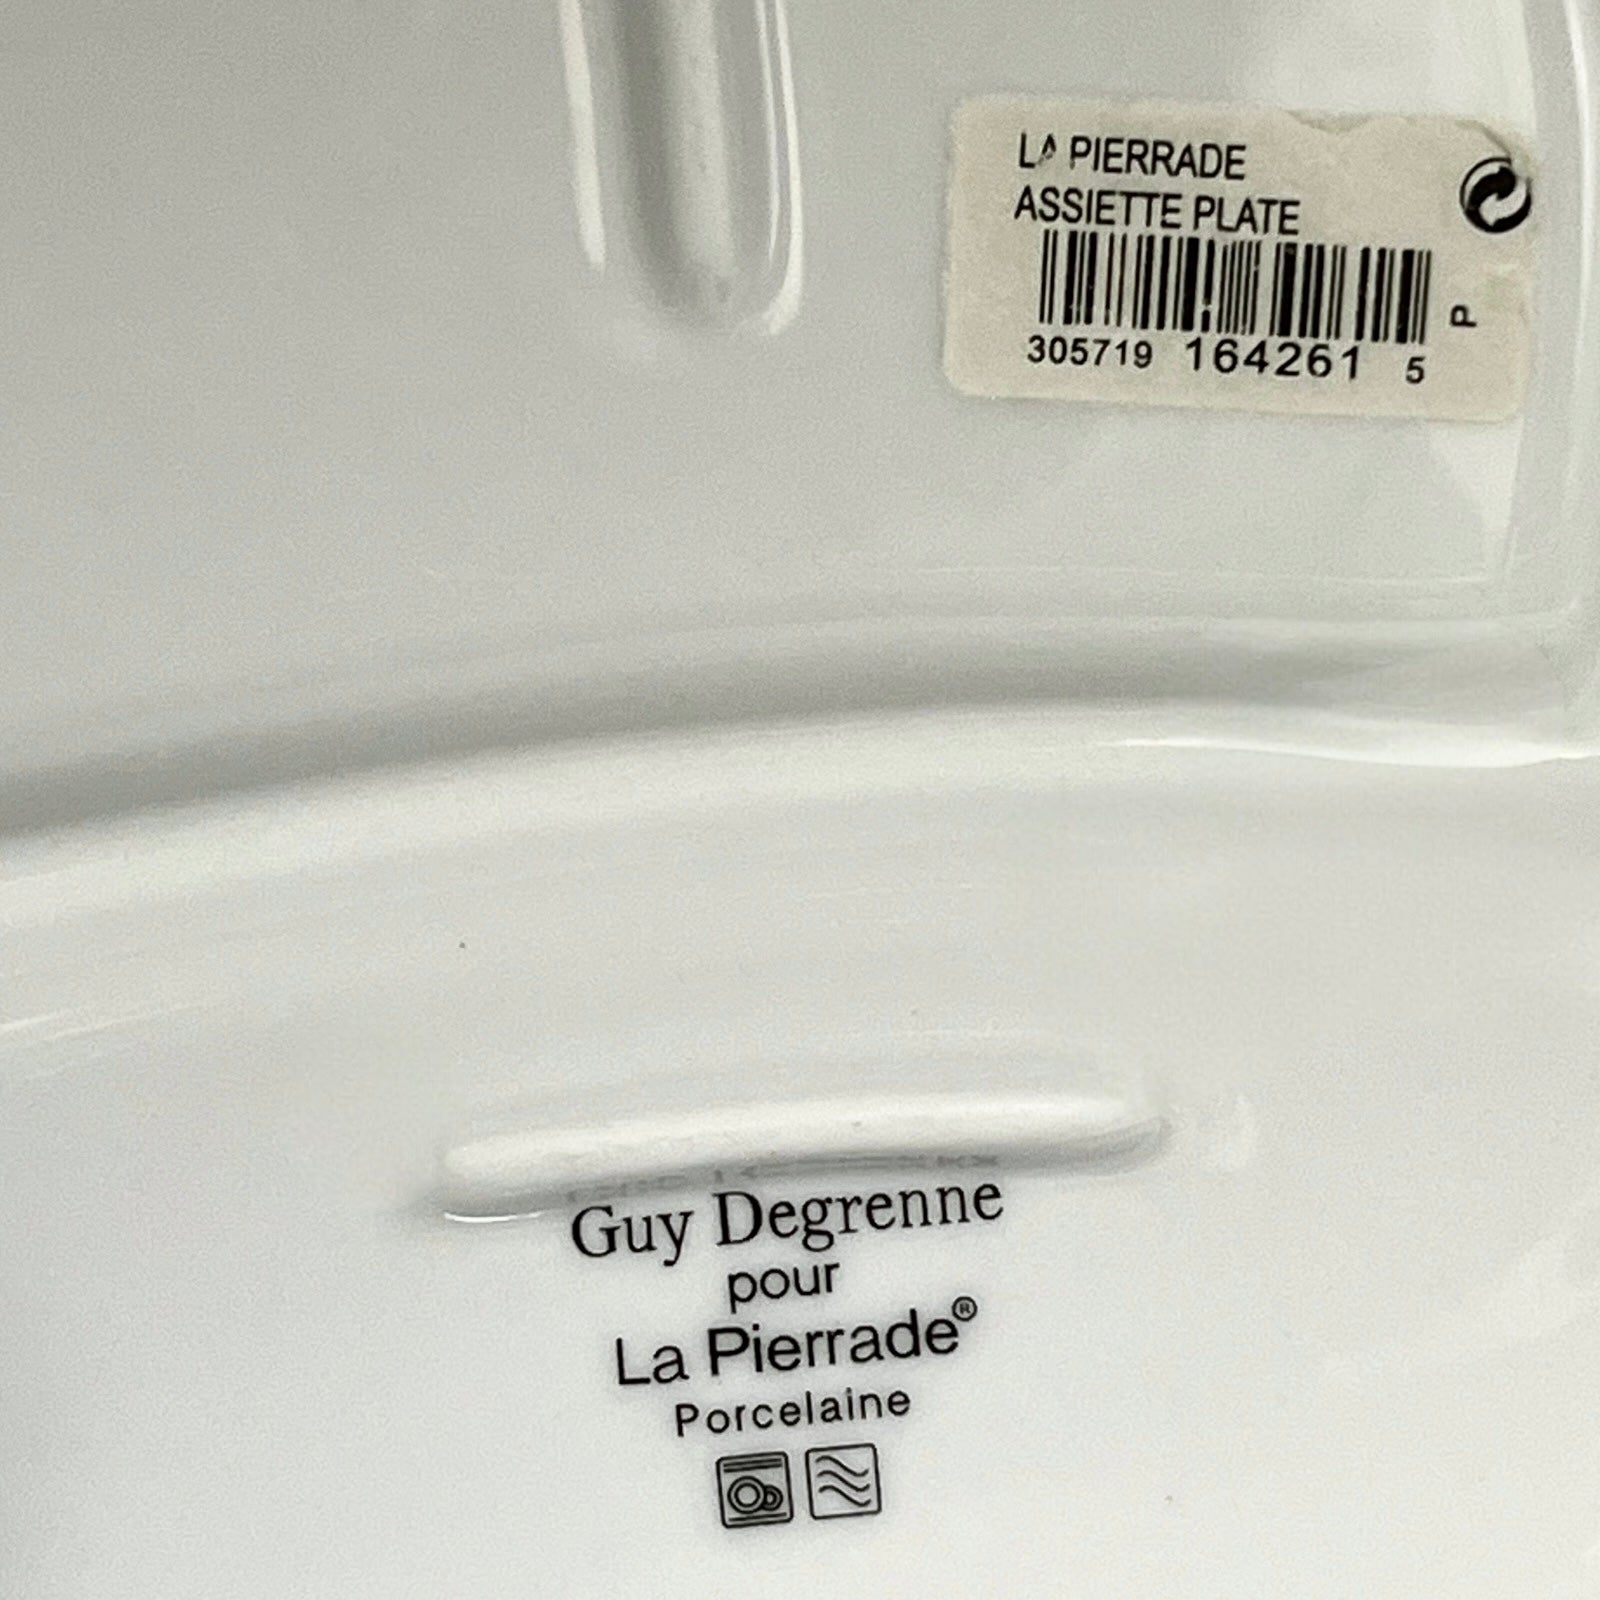 LA PIERRADE
ASSIETTE PLATE
P
305719 164261 5
Guy Degrenne
pour
La Pierrade®
Porcelaine